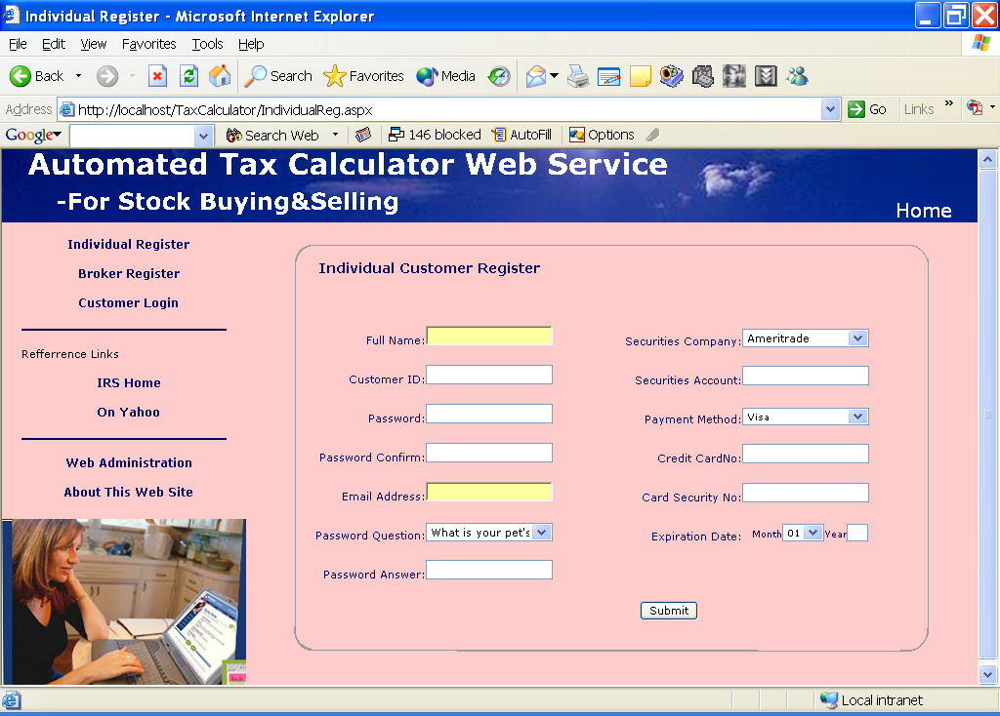 Individual Register - Microsoft Internet Explorer
File Edit View Favorites Tools Help
Back Search Favorites Media
Address http://localhost/TaxCalculator/IndividualReg.aspx Go Links »
Google Search Web 146 blocked AutoFill Options
Automated Tax Calculator Web Service
-For Stock Buying&Selling
Home
Individual Register
Broker Register
Customer Login
Refferrence Links
IRS Home
On Yahoo
Web Administration
About This Web Site
Individual Customer Register
Full Name:
Customer ID:
Password:
Password Confirm:
Email Address:
Password Question: What is your pet's
Password Answer:
Securities Company: Ameritrade
Securities Account:
Payment Method: Visa
Credit CardNo:
Card Security No:
Expiration Date: Month 01 Year
Submit
Local intranet